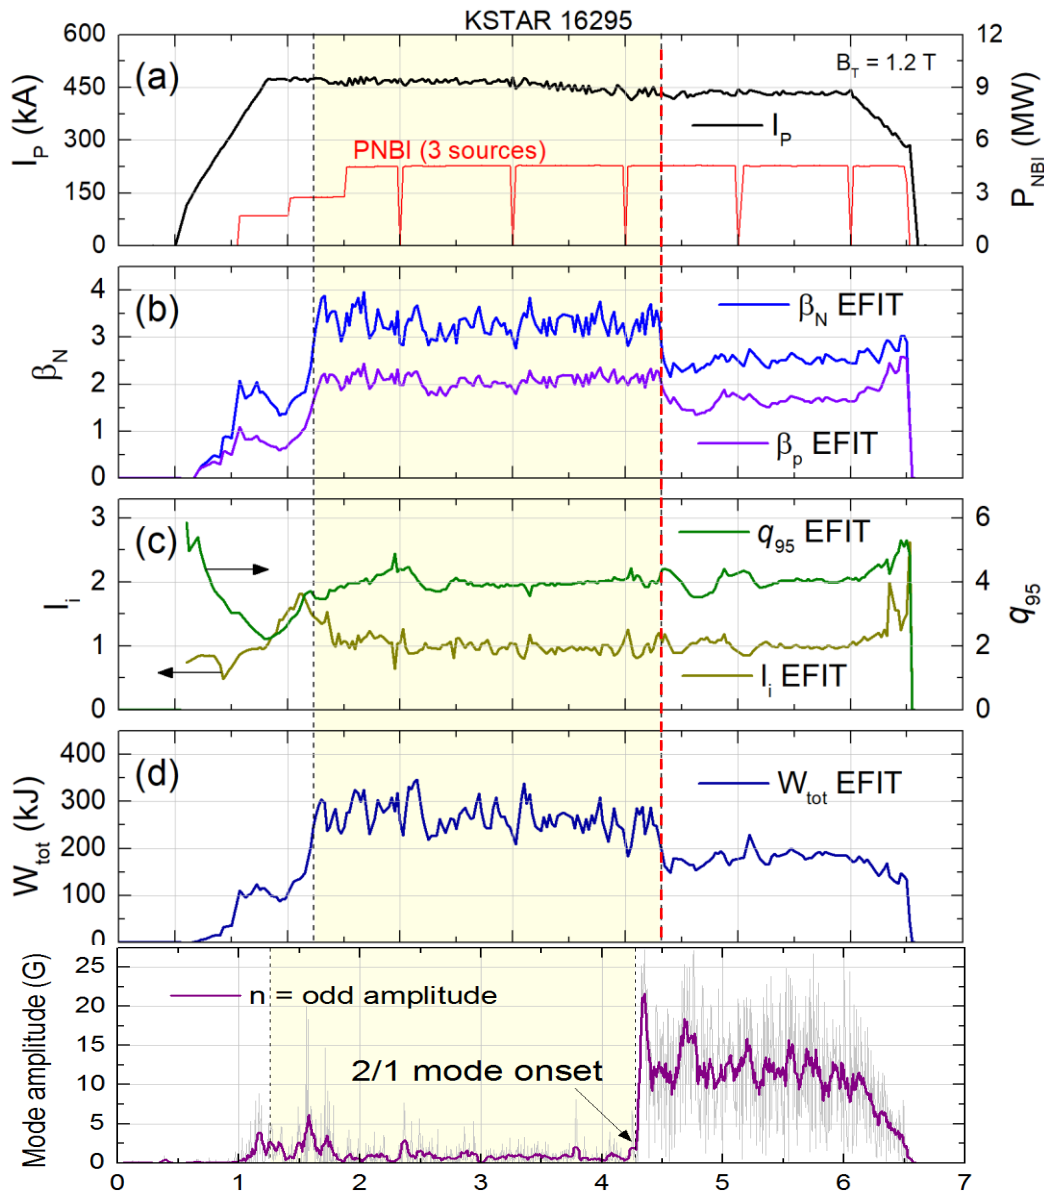 KSTAR 16295
600
450
300
150
0
I_P (kA)
(a)
B_T = 1.2 T
I_P
PNBI (3 sources)
12
9
6
3
0
P_NBI (MW)
4
3
2
1
0
β_N
(b)
β_N EFIT
β_p EFIT
3
2
1
0
l_i
(c)
q_95 EFIT
l_i EFIT
6
4
2
0
q_95
400
300
200
100
0
W_tot (kJ)
(d)
W_tot EFIT
25
20
15
10
5
0
Mode amplitude (G)
n = odd amplitude
2/1 mode onset
0 1 2 3 4 5 6 7